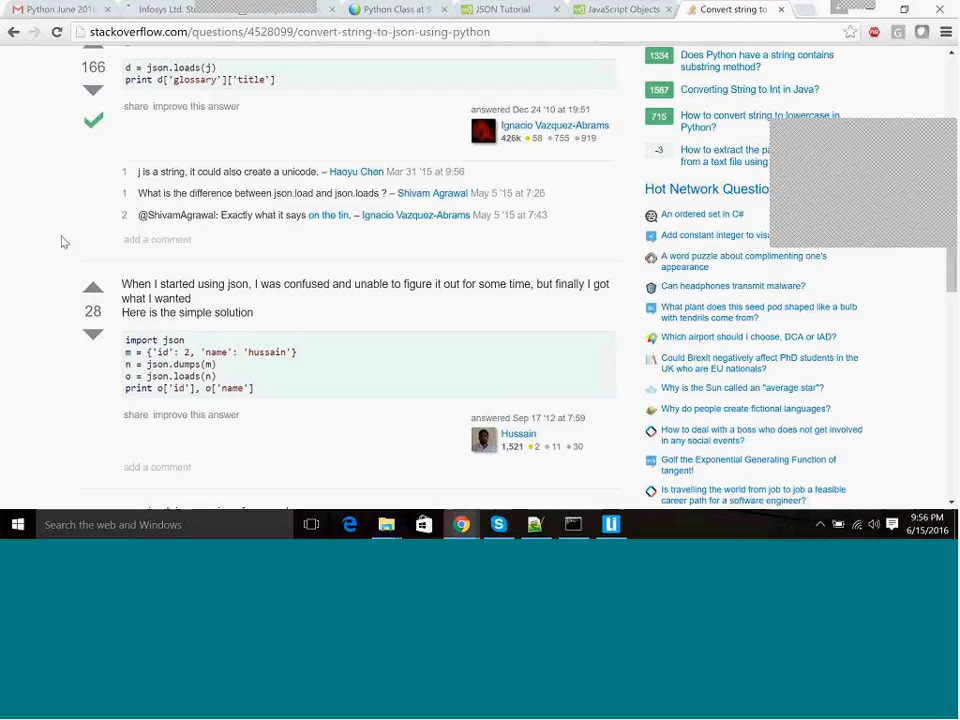 Python June 201
Infosys Ltd. St
Python Class at 9
JSON Tutorial
JavaScript Objects
Convert string to
stackoverflow.com/questions/4528099/convert-string-to-json-using-python
166
d = json.loads(j)
print d['glossary']['title']
share improve this answer
answered Dec 24 '10 at 19:51
Ignacio Vazquez-Abrams
426k 58 755 919
1 j is a string, it could also create a unicode. – Haoyu Chen Mar 31 '15 at 9:56
1 What is the difference between json.load and json.loads ? – Shivam Agrawal May 5 '15 at 7:26
2 @ShivamAgrawal: Exactly what it says on the tin. – Ignacio Vazquez-Abrams May 5 '15 at 7:43
add a comment
When I started using json, I was confused and unable to figure it out for some time, but finally I got
what I wanted
28
Here is the simple solution
import json
m = {'id': 2, 'name': 'hussain'}
n = json.dumps(m)
o = json.loads(n)
print o['id'], o['name']
share improve this answer
answered Sep 17 '12 at 7:59
Hussain
1,521 2 11 30
add a comment
1334 Does Python have a string contains
substring method?
1587 Converting String to Int in Java?
715 How to convert string to lowercase in
Python?
-3 How to extract the pa
from a text file using
Hot Network Questio
An ordered set in C#
Add constant integer to visu
A word puzzle about complimenting one's
appearance
Can headphones transmit malware?
What plant does this seed pod shaped like a bulb
with tendrils come from?
Which airport should I choose, DCA or IAD?
Could Brexit negatively affect PhD students in the
UK who are EU nationals?
Why is the Sun called an "average star"?
Why do people create fictional languages?
How to deal with a boss who does not get involved
in any social events?
Golf the Exponential Generating Function of
tangent!
Is travelling the world from job to job a feasible
career path for a software engineer?
Search the web and Windows
9:56 PM
6/15/2016